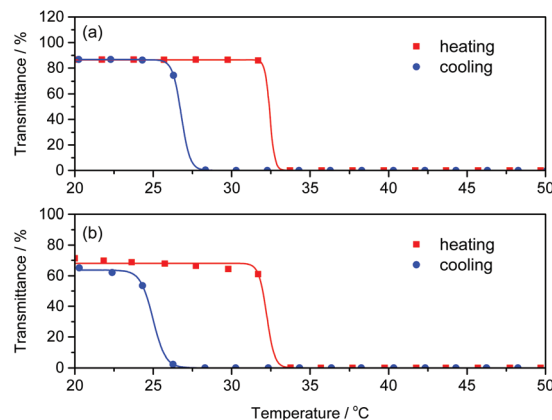 120
(a)
100
80
60
40
20
0
heating
cooling
Transmittance / %
20 25 30 35 40 45 50
100
(b)
80
60
40
20
0
heating
cooling
Transmittance / %
20 25 30 35 40 45 50
Temperature / °C